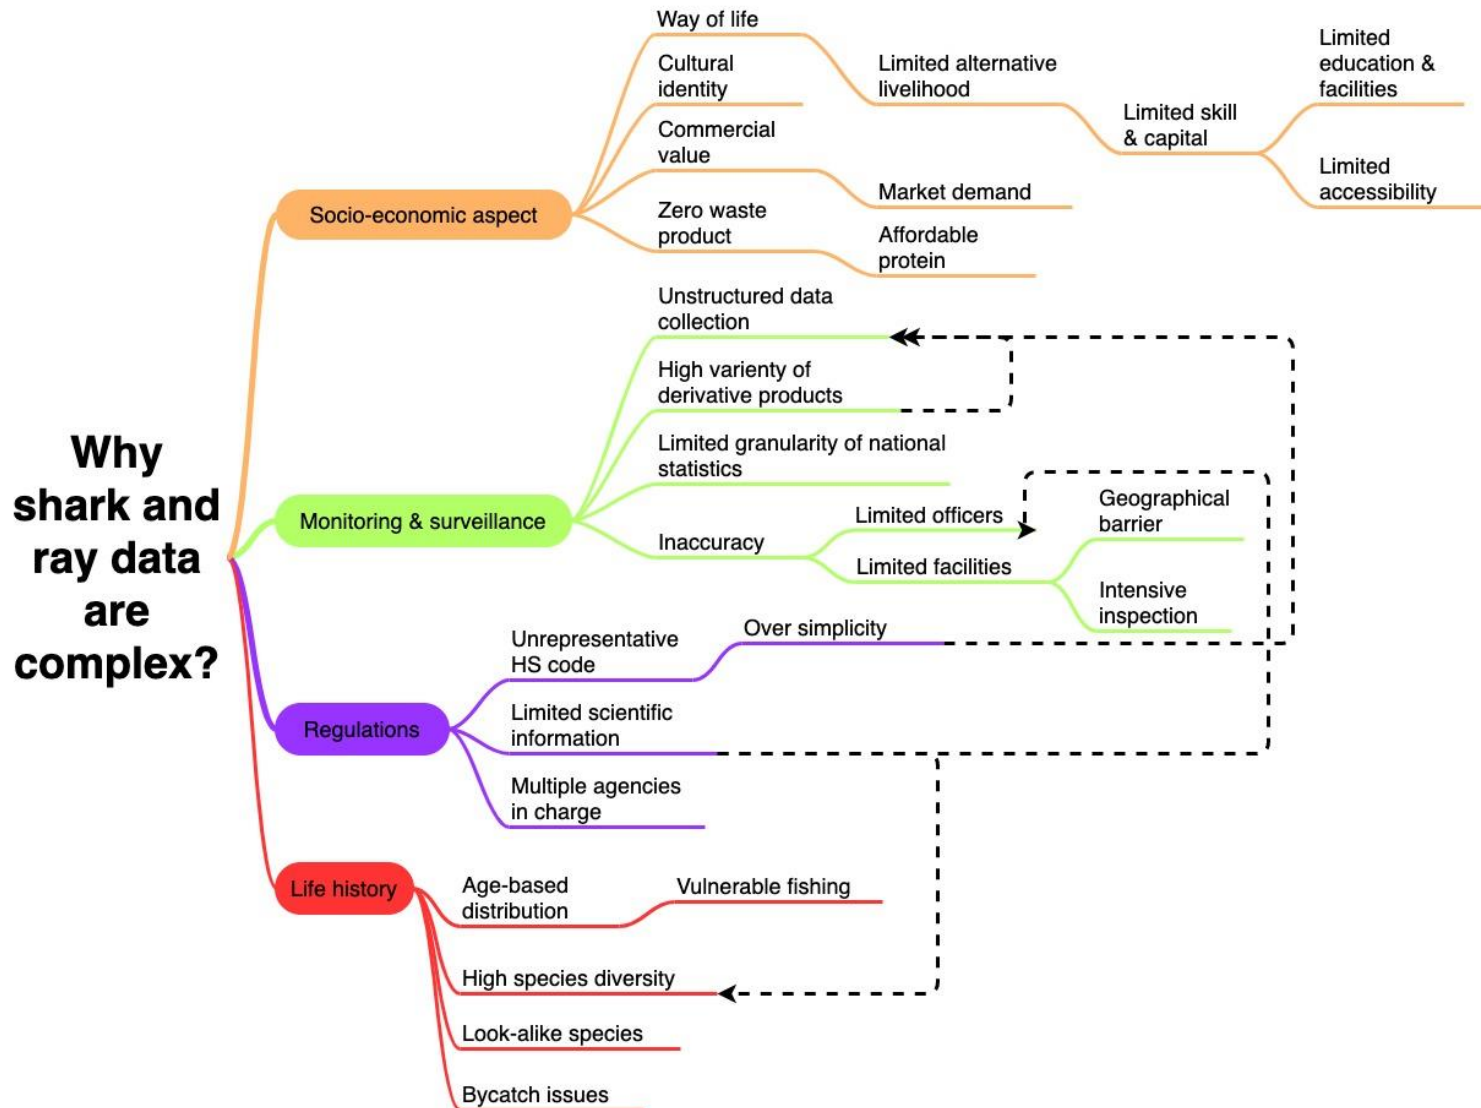 Why
shark and
ray data
are
complex?
Socio-economic aspect
Way of life
Limited alternative
livelihood
Limited skill
& capital
Limited
education &
facilities
Limited
accessibility
Cultural
identity
Commercial
value
Market demand
Zero waste
product
Affordable
protein
Monitoring & surveillance
Unstructured data
collection
High varienty of
derivative products
Limited granularity of national
statistics
Inaccuracy
Limited officers
Limited facilities
Geographical
barrier
Intensive
inspection
Regulations
Unrepresentative
HS code
Over simplicity
Limited scientific
information
Multiple agencies
in charge
Life history
Age-based
distribution
Vulnerable fishing
High species diversity
Look-alike species
Bycatch issues